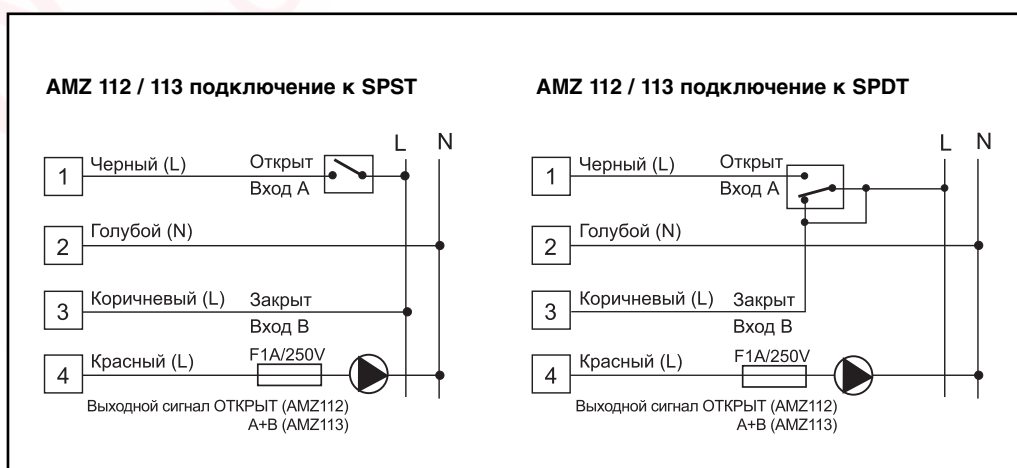 AMZ 112 / 113 подключение к SPST
L
N
1
Черный (L)
Открыт
Вход A
2
Голубой (N)
3
Коричневый (L)
Закрыт
Вход B
4
Красный (L)
F1A/250V
Выходной сигнал ОТКРЫТ (AMZ112)
A+B (AMZ113)
AMZ 112 / 113 подключение к SPDT
L
N
1
Черный (L)
Открыт
Вход A
2
Голубой (N)
3
Коричневый (L)
Закрыт
Вход B
4
Красный (L)
F1A/250V
Выходной сигнал ОТКРЫТ (AMZ112)
A+B (AMZ113)